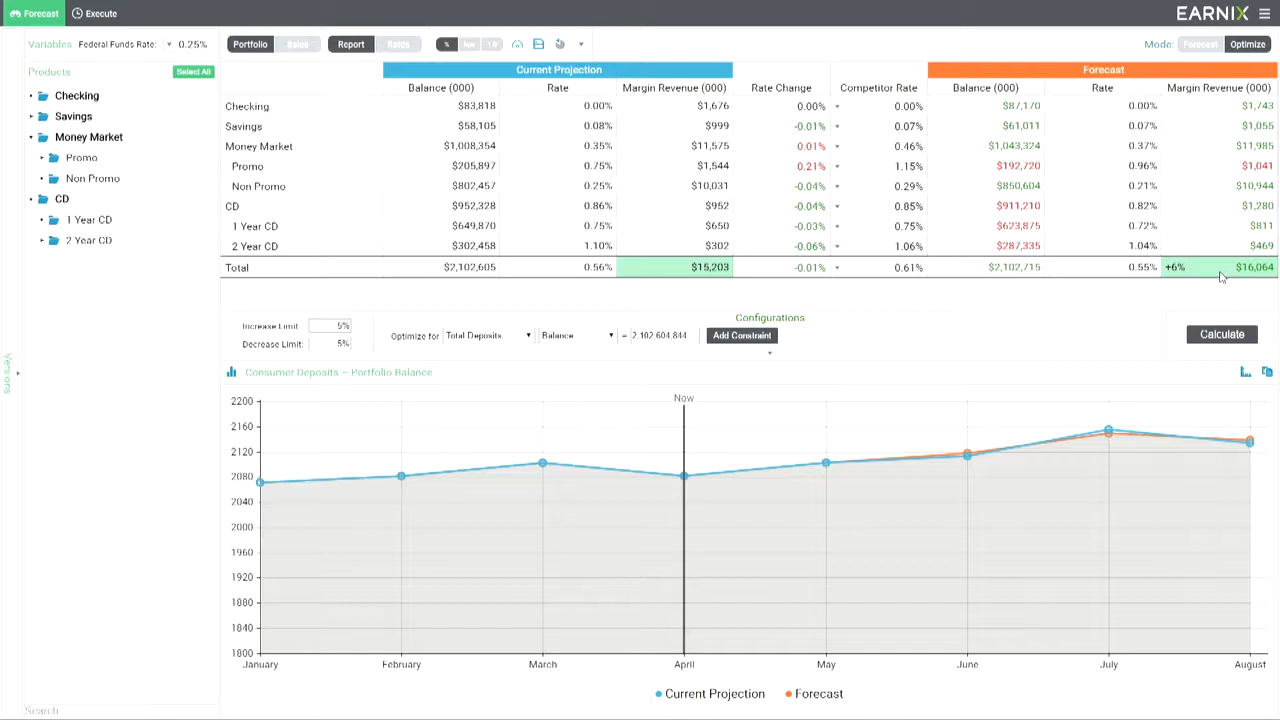 Forecast Execute EARNIX
Variables Federal Funds Rate: 0.25% Portfolio Sales Report Rates % Mode: Forecast Optimize
Products Select All
Checking
Savings
Money Market
Promo
Non Promo
CD
1 Year CD
2 Year CD
Current Projection Forecast
Balance (000) Rate Margin Revenue (000) Rate Change Competitor Rate Balance (000) Rate Margin Revenue (000)
Checking $83,818 0.00% $1,676 0.00% 0.00% $87,170 0.00% $1,743
Savings $58,105 0.08% $999 -0.01% 0.07% $61,011 0.07% $1,055
Money Market $1,008,354 0.35% $11,575 0.01% 0.46% $1,043,324 0.37% $11,985
Promo $205,897 0.75% $1,544 0.21% 1.15% $192,720 0.96% $1,041
Non Promo $802,457 0.25% $10,031 -0.04% 0.29% $850,604 0.21% $10,944
CD $952,328 0.86% $952 -0.04% 0.85% $911,210 0.82% $1,280
1 Year CD $649,870 0.75% $650 -0.03% 0.75% $623,875 0.72% $811
2 Year CD $302,458 1.10% $302 -0.06% 1.06% $287,335 1.04% $469
Total $2,102,605 0.56% $15,203 -0.01% 0.61% $2,102,715 0.55% +6% $16,064
Configurations
Increase Limit: 5%
Decrease Limit: 5%
Optimize for Total Deposits Balance = 2,102,604,844 Add Constraint Calculate
Versions
Consumer Deposits – Portfolio Balance
Now
2200
2160
2120
2080
2040
2000
1960
1920
1880
1840
1800
January February March April May June July August
Current Projection Forecast
Search